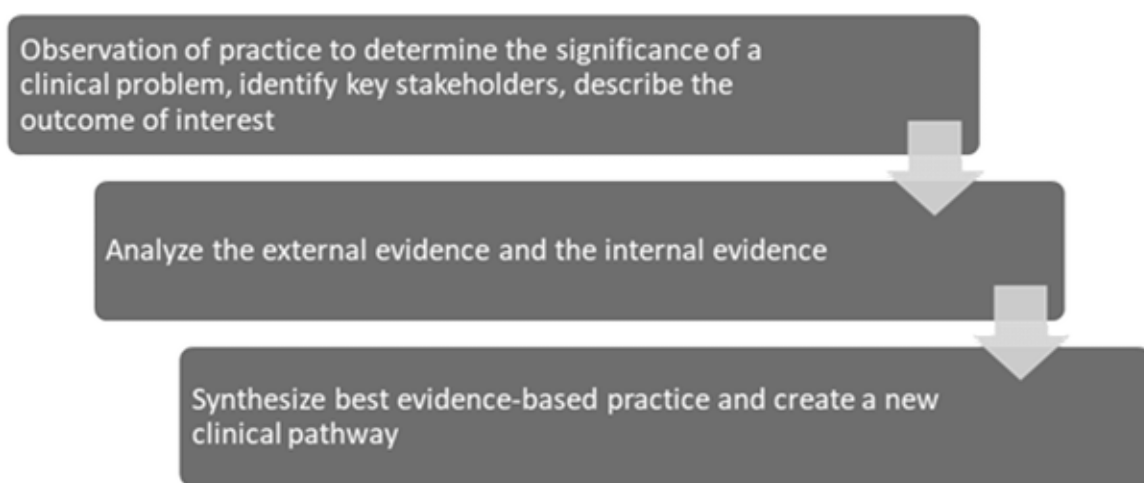 Observation of practice to determine the significance of a
clinical problem, identify key stakeholders, describe the
outcome of interest
Analyze the external evidence and the internal evidence
Synthesize best evidence-based practice and create a new
clinical pathway